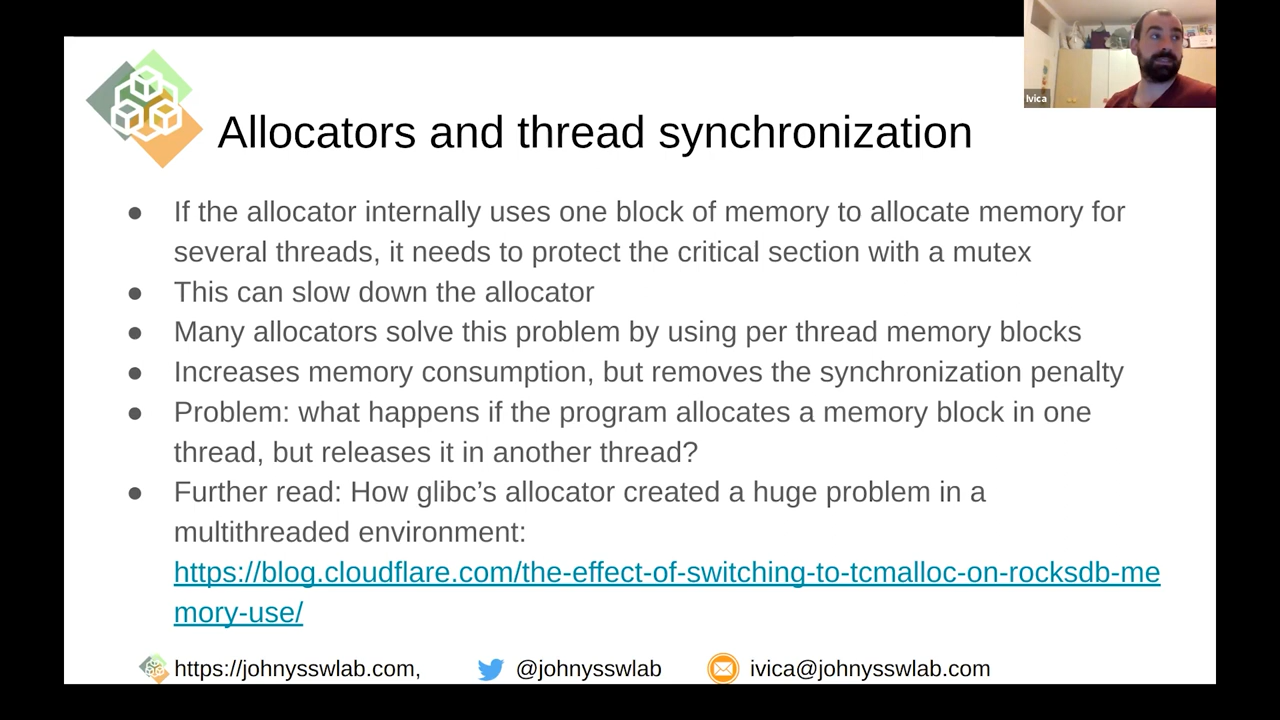 Ivica
Allocators and thread synchronization
● If the allocator internally uses one block of memory to allocate memory for
several threads, it needs to protect the critical section with a mutex
● This can slow down the allocator
● Many allocators solve this problem by using per thread memory blocks
● Increases memory consumption, but removes the synchronization penalty
● Problem: what happens if the program allocates a memory block in one
thread, but releases it in another thread?
● Further read: How glibc’s allocator created a huge problem in a
multithreaded environment:
https://blog.cloudflare.com/the-effect-of-switching-to-tcmalloc-on-rocksdb-me
mory-use/
https://johnysswlab.com, @johnysswlab ivica@johnysswlab.com